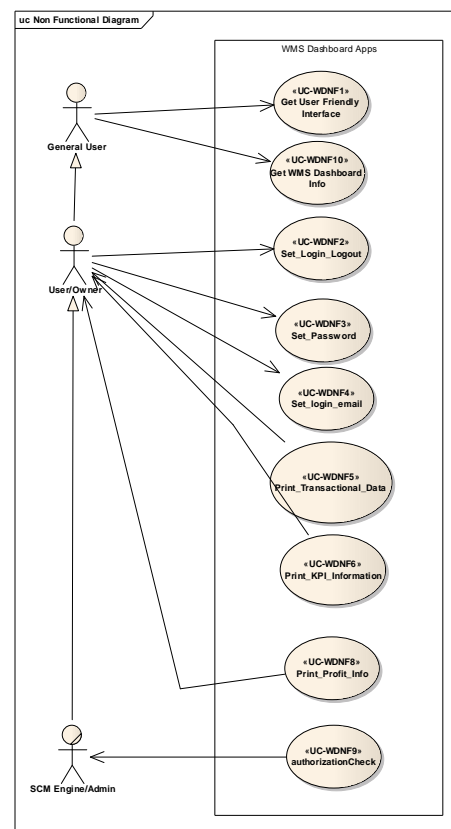 uc Non Functional Diagram
WMS Dashboard Apps
«UC-WDNF1»
Get User Friendly
Interface
General User
«UC-WDNF10»
Get WMS Dashboard
Info
«UC-WDNF2»
Set_Login_Logout
User/Owner
«UC-WDNF3»
Set_Password
«UC-WDNF4»
Set_login_email
«UC-WDNF5»
Print_Transactional_Data
«UC-WDNF6»
Print_KPI_Information
«UC-WDNF8»
Print_Profit_Info
«UC-WDNF9»
authorizationCheck
SCM Engine/Admin